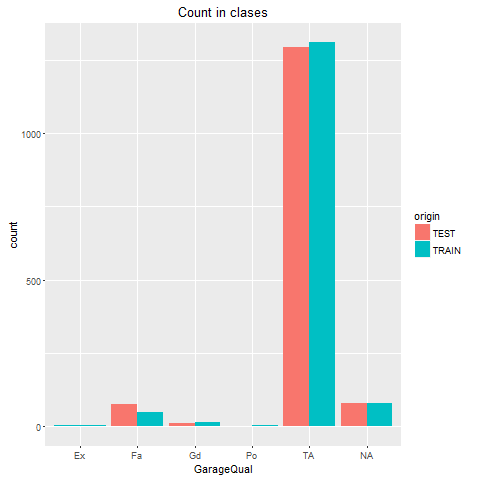 Count in clases
1000
500
0
count
Ex Fa Gd Po TA NA
GarageQual
origin
TEST
TRAIN